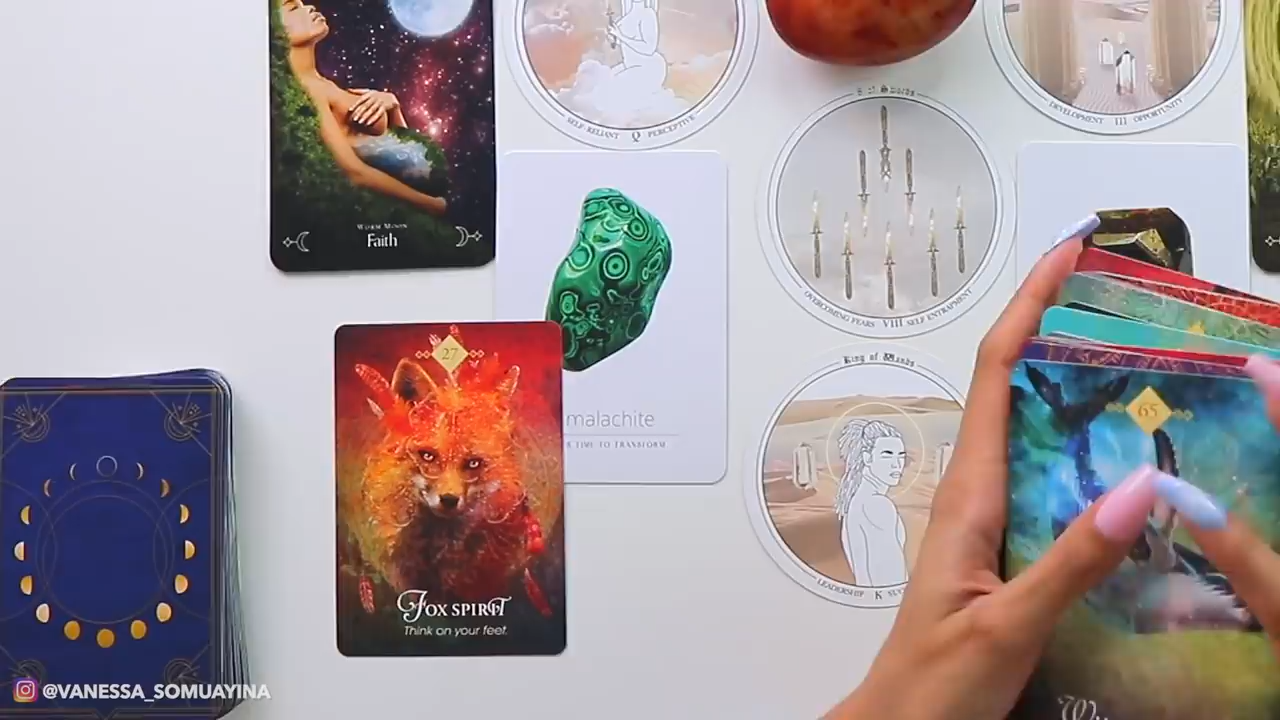 SELF-RELIANT Q PERCEPTIVE
DEVELOPMENT III OPPORTUNITY
8 of Swords
WORM MOON
Faith
OVERCOMING FEARS VIII SELF ENTRAPMENT
27
King of Wands
65
malachite
TIME TO TRANSFORM
LEADERSHIP K
FOX SPIRIT
Think on your feet.
@VANESSA_SOMUAYINA